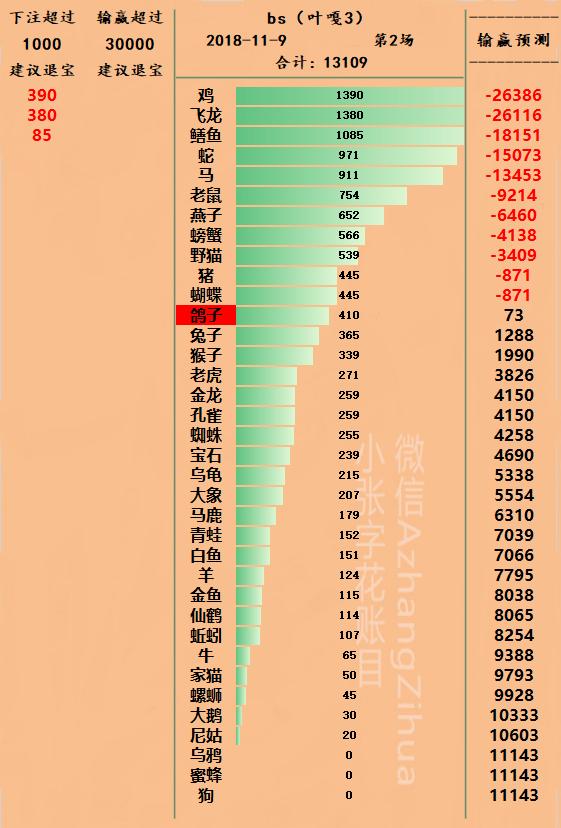 下注超过 输赢超过
1000 30000
建议退宝 建议退宝
bs（叶嘎3）
2018-11-9 第2场
合计：13109
输赢预测
390 鸡 1390 -26386
380 飞龙 1380 -26116
85 鳝鱼 1085 -18151
蛇 971 -15073
马 911 -13453
老鼠 754 -9214
燕子 652 -6460
螃蟹 566 -4138
野猫 539 -3409
猪 445 -871
蝴蝶 445 -871
鸽子 410 73
兔子 365 1288
猴子 339 1990
老虎 271 3826
金龙 259 4150
孔雀 259 4150
蜘蛛 255 4258
宝石 239 4690
乌龟 215 5338
大象 207 5554
马鹿 179 6310
青蛙 152 7039
白鱼 151 7066
羊 124 7795
金鱼 115 8038
仙鹤 114 8065
蚯蚓 107 8254
牛 65 9388
家猫 50 9793
螺蛳 45 9928
大鹅 30 10333
尼姑 20 10603
乌鸦 0 11143
蜜蜂 0 11143
狗 0 11143
微信AzhangZihua
小张字花账目